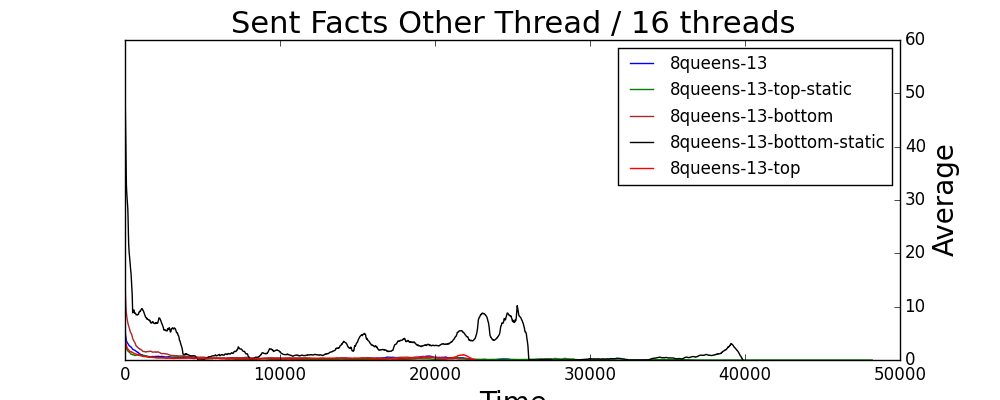 Sent Facts Other Thread / 16 threads
60
50
40
30
20
10
0
Average
8queens-13
8queens-13-top-static
8queens-13-bottom
8queens-13-bottom-static
8queens-13-top
0 10000 20000 30000 40000 50000
Time